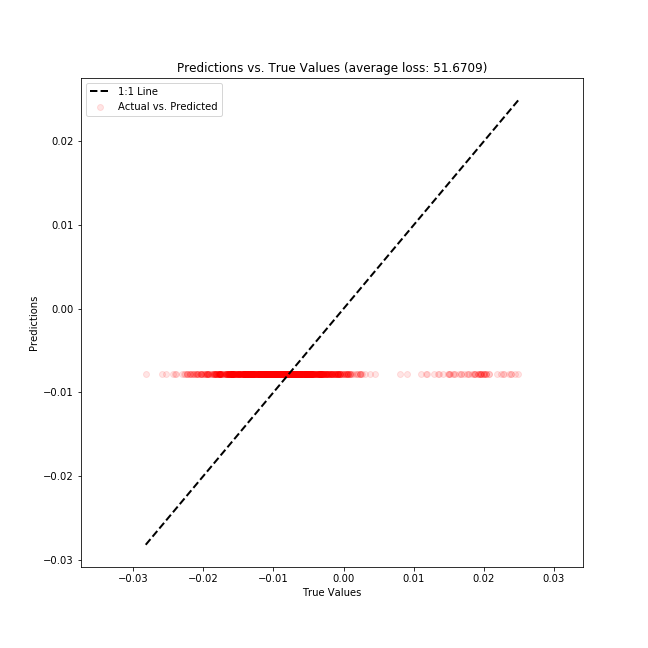 Predictions vs. True Values (average loss: 51.6709)
1:1 Line
Actual vs. Predicted
0.02
0.01
0.00
−0.01
−0.02
−0.03
Predictions
−0.03 −0.02 −0.01 0.00 0.01 0.02 0.03
True Values